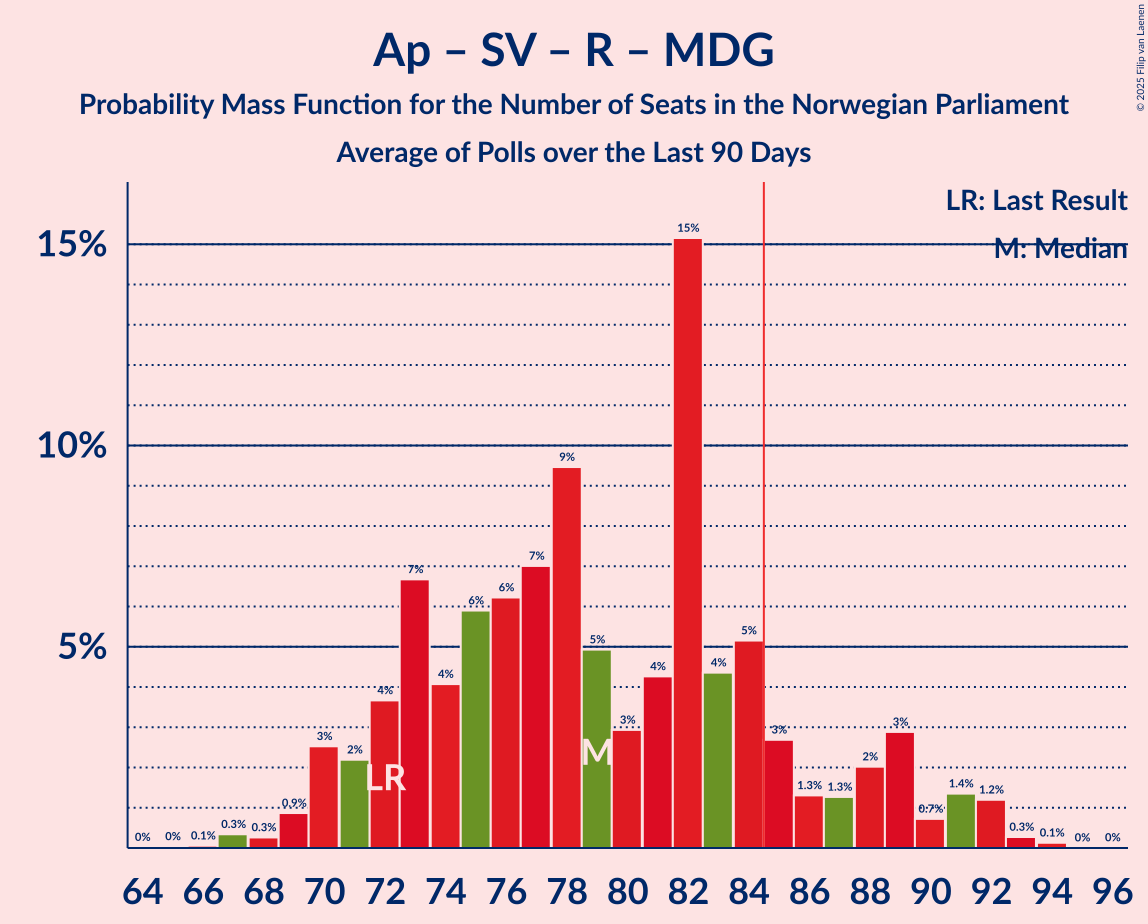 Ap – SV – R – MDG
Probability Mass Function for the Number of Seats in the Norwegian Parliament
Average of Polls over the Last 90 Days
© 2025 Filip van Laenen
LR: Last Result
M: Median
15%
10%
5%
0% 0% 0.1% 0.3% 0.3% 0.9% 3% 2% 4% 7% 4% 6% 6% 7% 9% 5% 3% 4% 15% 4% 5% 3% 1.3% 1.3% 2% 3% 0.7% 1.4% 1.2% 0.3% 0.1% 0% 0%
LR
M
64 66 68 70 72 74 76 78 80 82 84 86 88 90 92 94 96